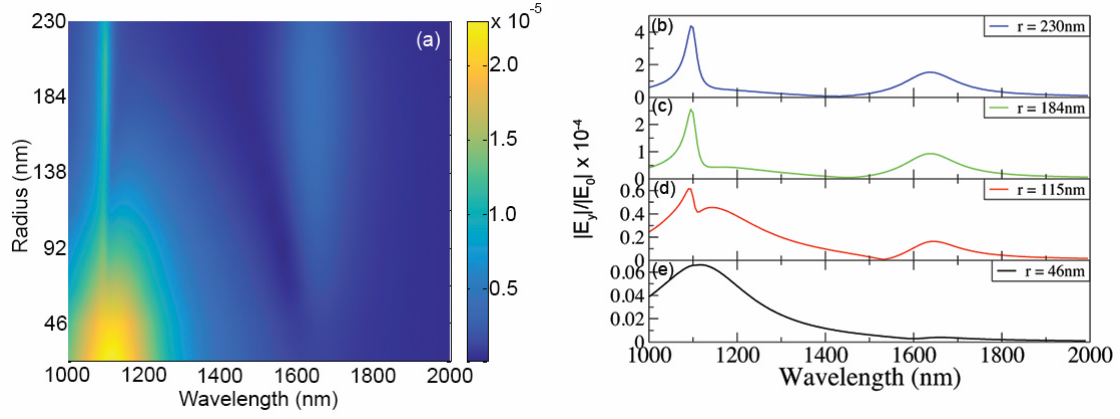 230
184
138
92
46
Radius (nm)
1000 1200 1400 1600 1800 2000
Wavelength (nm)
(a)
x 10⁻⁵
2.0
1.5
1.0
0.5
(b)
r = 230nm
4
2
0
(c)
r = 184nm
2
1
0
(d)
r = 115nm
0.6
0.4
0.2
0
(e)
r = 46nm
0.06
0.04
0.02
0
|Eᵧ|/|E₀| x 10⁻⁴
1000 1200 1400 1600 1800 2000
Wavelength (nm)